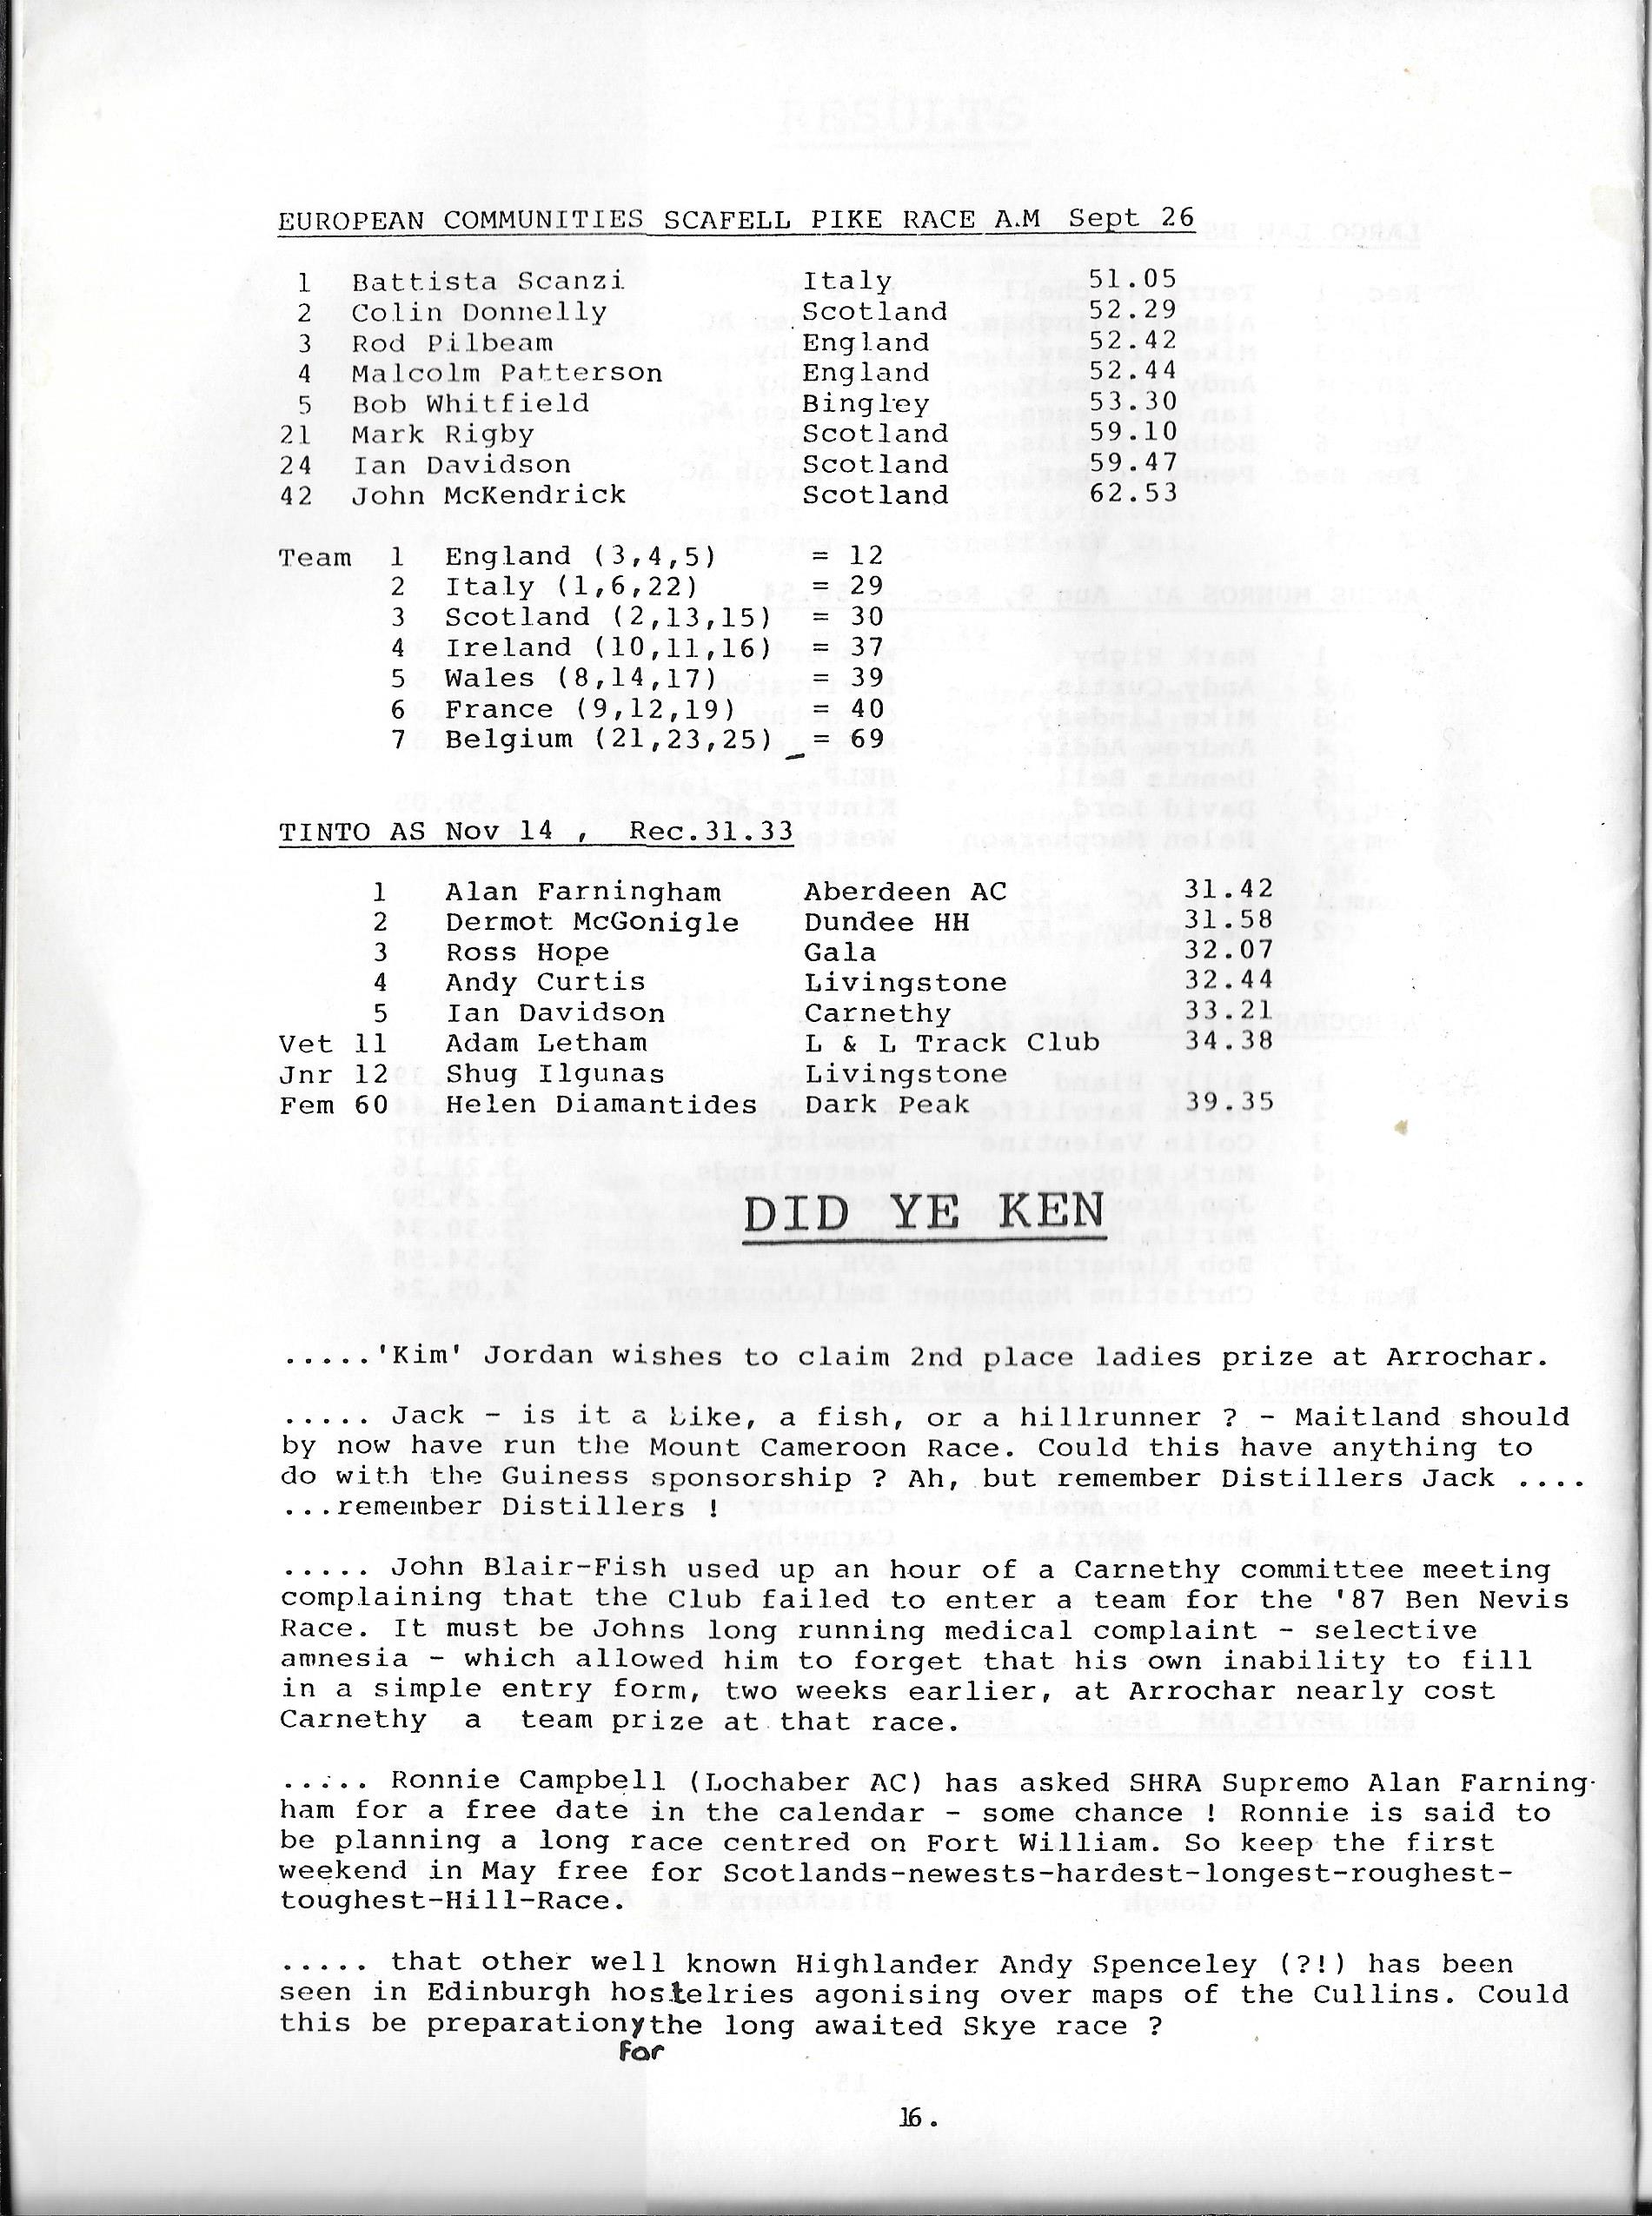 EUROPEAN COMMUNITIES SCAFELL PIKE RACE A.M Sept 26
1 Battista Scanzi Italy 51.05
2 Colin Donnelly Scotland 52.29
3 Rod Pilbeam England 52.42
4 Malcolm Patterson England 52.44
5 Bob Whitfield Bingley 53.30
21 Mark Rigby Scotland 59.10
24 Ian Davidson Scotland 59.47
42 John McKendrick Scotland 62.53
Team 1 England (3,4,5) = 12
2 Italy (1,6,22) = 29
3 Scotland (2,13,15) = 30
4 Ireland (10,11,16) = 37
5 Wales (8,14,17) = 39
6 France (9,12,19) = 40
7 Belgium (21,23,25) = 69
TINTO AS Nov 14 , Rec.31.33
1 Alan Farningham Aberdeen AC 31.42
2 Dermot McGonigle Dundee HH 31.58
3 Ross Hope Gala 32.07
4 Andy Curtis Livingstone 32.44
5 Ian Davidson Carnethy 33.21
Vet 11 Adam Letham L & L Track Club 34.38
Jnr 12 Shug Ilgunas Livingstone
Fem 60 Helen Diamantides Dark Peak 39.35
DID YE KEN
.....'Kim' Jordan wishes to claim 2nd place ladies prize at Arrochar.
..... Jack - is it a bike, a fish, or a hillrunner ? - Maitland should
by now have run the Mount Cameroon Race. Could this have anything to
do with the Guiness sponsorship ? Ah, but remember Distillers Jack ....
...remember Distillers !
..... John Blair-Fish used up an hour of a Carnethy committee meeting
complaining that the Club failed to enter a team for the '87 Ben Nevis
Race. It must be Johns long running medical complaint - selective
amnesia - which allowed him to forget that his own inability to fill
in a simple entry form, two weeks earlier, at Arrochar nearly cost
Carnethy a team prize at that race.
..... Ronnie Campbell (Lochaber AC) has asked SHRA Supremo Alan Farning-
ham for a free date in the calendar - some chance ! Ronnie is said to
be planning a long race centred on Fort William. So keep the first
weekend in May free for Scotlands-newests-hardest-longest-roughest-
toughest-Hill-Race.
..... that other well known Highlander Andy Spenceley (?!) has been
seen in Edinburgh hostelries agonising over maps of the Cullins. Could
this be preparation the long awaited Skye race ?
for
16.